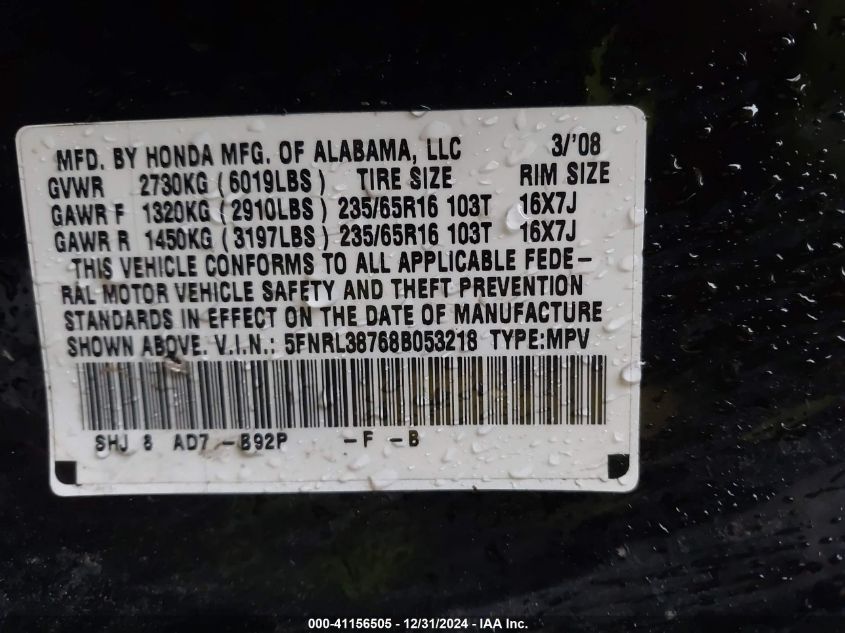 MFD. BY HONDA MFG. OF ALABAMA, LLC 3/'08
GVWR 2730KG (6019LBS) TIRE SIZE RIM SIZE
GAWR F 1320KG (2910LBS) 235/65R16 103T 16X7J
GAWR R 1450KG (3197LBS) 235/65R16 103T 16X7J
THIS VEHICLE CONFORMS TO ALL APPLICABLE FEDE-
RAL MOTOR VEHICLE SAFETY AND THEFT PREVENTION
STANDARDS IN EFFECT ON THE DATE OF MANUFACTURE
SHOWN ABOVE. V.I.N.: 5FNRL38768B053218 TYPE:MPV
SHJ 8 AD7 -B92P -F -B
000-41156505 - 12/31/2024 - IAA Inc.